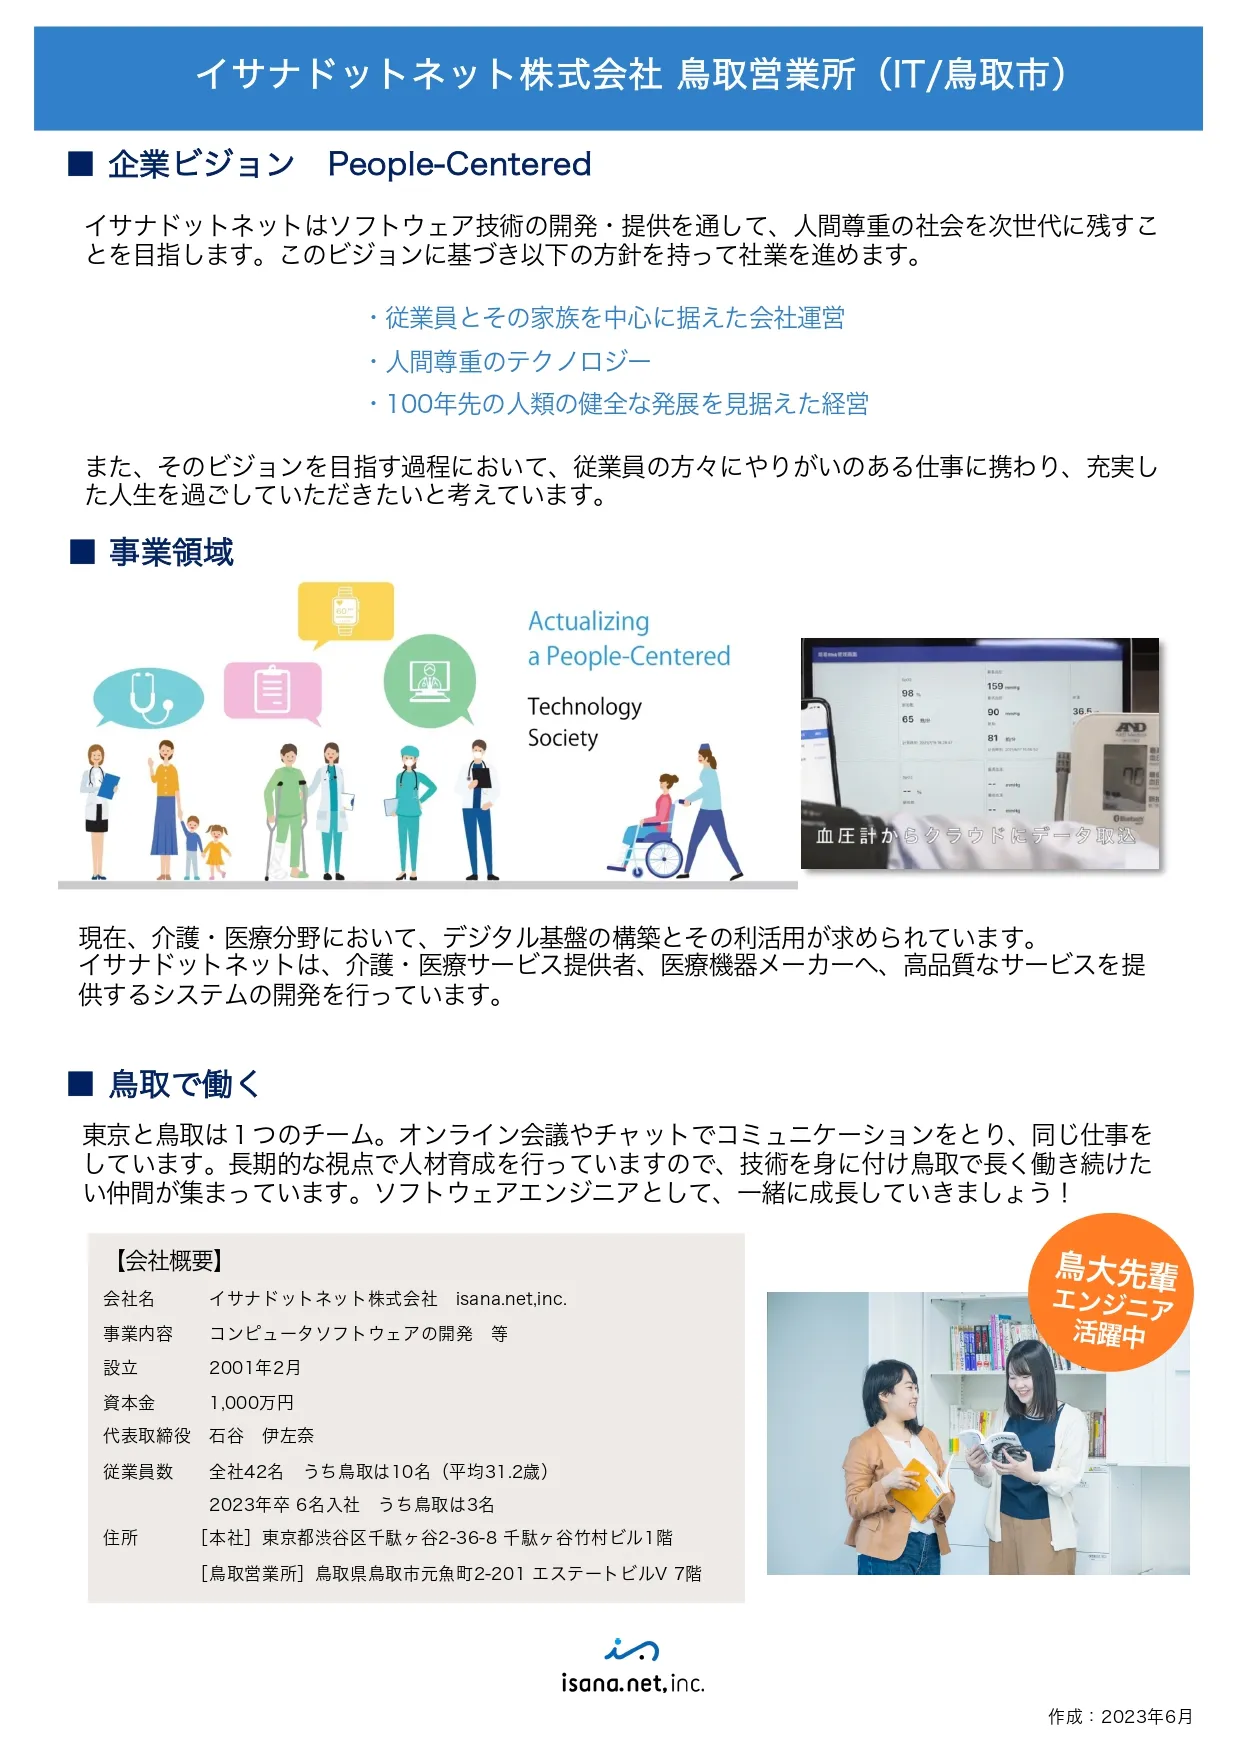 イサナドットネット株式会社 鳥取営業所（IT/鳥取市）
■ 企業ビジョン　People-Centered
イサナドットネットはソフトウェア技術の開発・提供を通して、人間尊重の社会を次世代に残すこ
とを目指します。このビジョンに基づき以下の方針を持って社業を進めます。
・従業員とその家族を中心に据えた会社運営
・人間尊重のテクノロジー
・100年先の人類の健全な発展を見据えた経営
また、そのビジョンを目指す過程において、従業員の方々にやりがいのある仕事に携わり、充実し
た人生を過ごしていただきたいと考えています。
■ 事業領域
60
Actualizing
a People-Centered
Technology
Society
98
65
159 mmHg
90 mmHg
81
36.5
AND
Bluetooth
血圧計からクラウドにデータ取込
現在、介護・医療分野において、デジタル基盤の構築とその利活用が求められています。
イサナドットネットは、介護・医療サービス提供者、医療機器メーカーへ、高品質なサービスを提
供するシステムの開発を行っています。
■ 鳥取で働く
東京と鳥取は１つのチーム。オンライン会議やチャットでコミュニケーションをとり、同じ仕事を
しています。長期的な視点で人材育成を行っていますので、技術を身に付け鳥取で長く働き続けた
い仲間が集まっています。ソフトウェアエンジニアとして、一緒に成長していきましょう！
【会社概要】
会社名　イサナドットネット株式会社　isana.net,inc.
事業内容　コンピュータソフトウェアの開発　等
設立　2001年2月
資本金　1,000万円
代表取締役　石谷　伊左奈
従業員数　全社42名　うち鳥取は10名（平均31.2歳）
2023年卒 6名入社　うち鳥取は3名
住所　［本社］東京都渋谷区千駄ヶ谷2-36-8 千駄ヶ谷竹村ビル1階
［鳥取営業所］鳥取県鳥取市元魚町2-201 エステートビルV 7階
鳥大先輩
エンジニア
活躍中
isana.net,inc.
作成：2023年6月